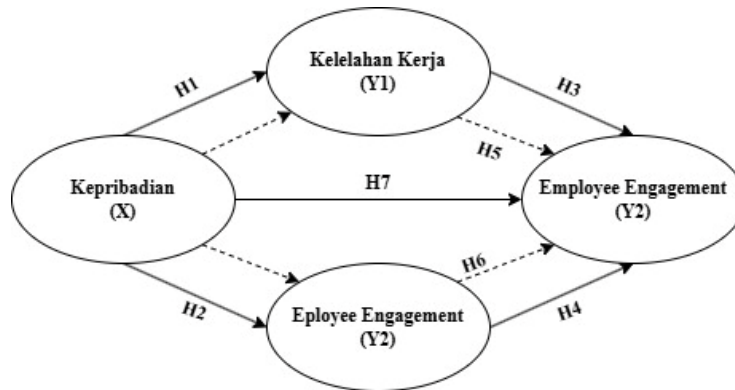 Kelelahan Kerja
(Y1)
H1
H3
H5
Kepribadian
(X)
H7
Employee Engagement
(Y2)
H6
H2
Eployee Engagement
(Y2)
H4